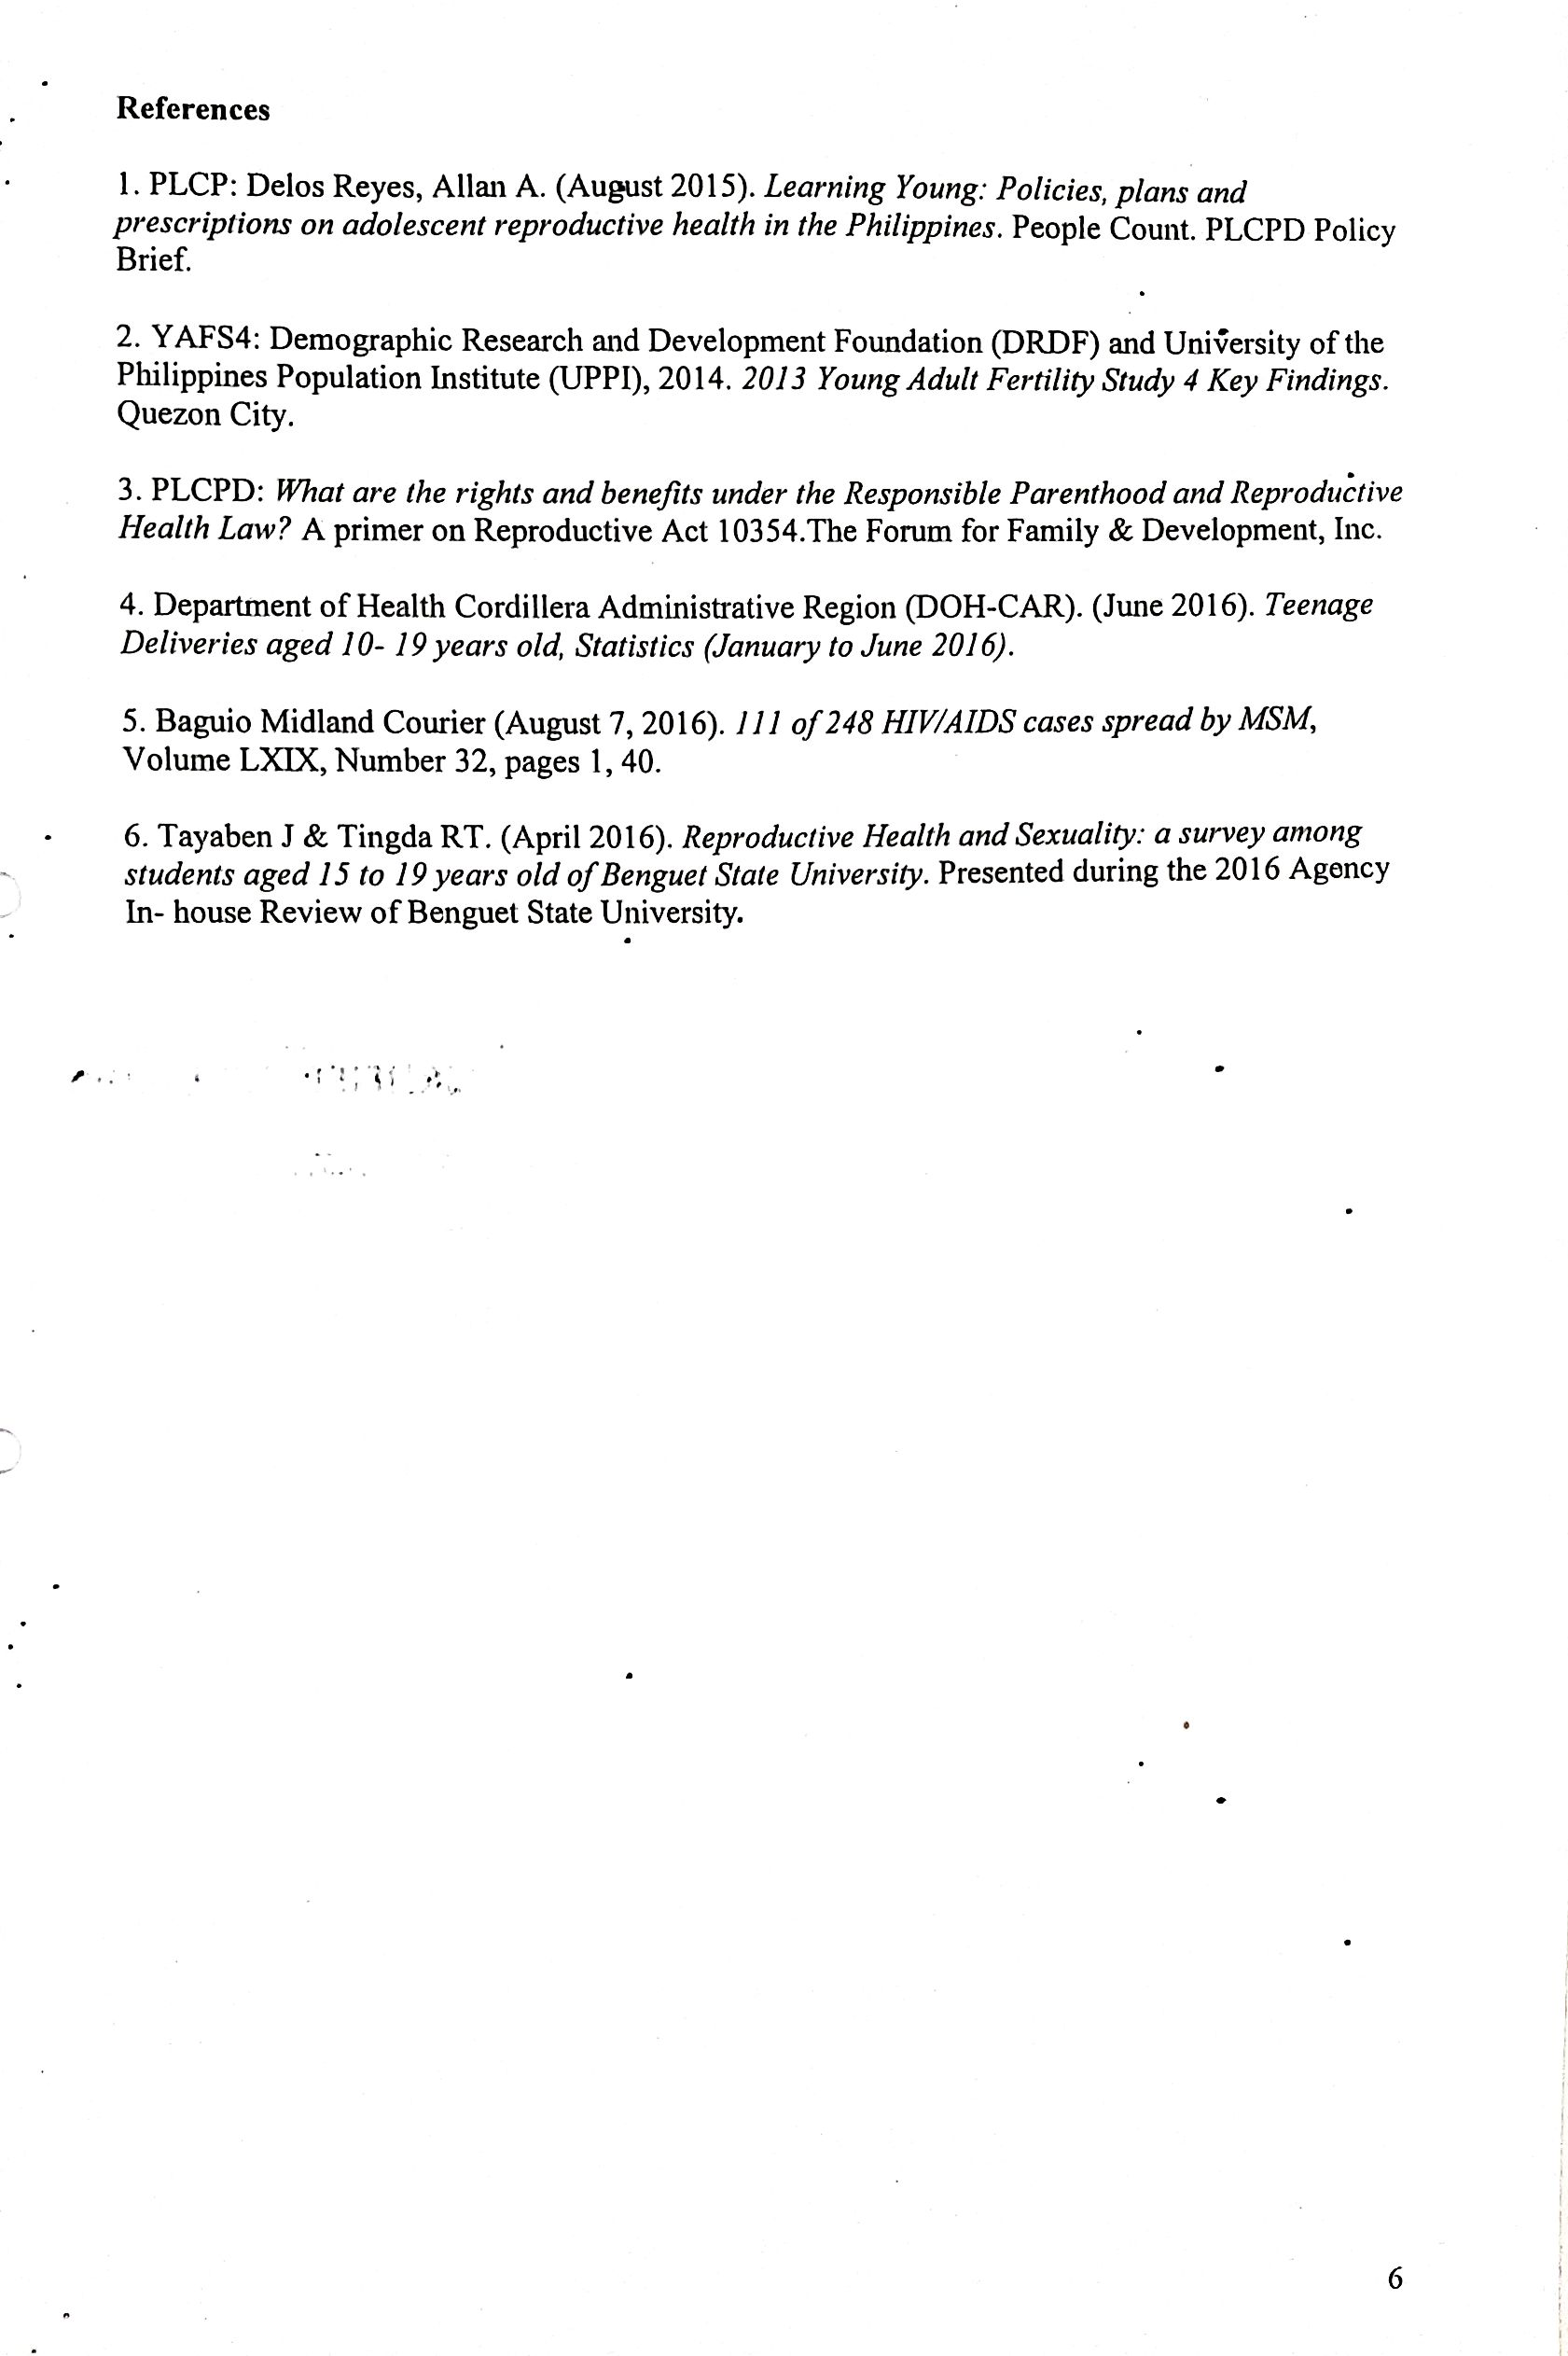 References
1. PLCP: Delos Reyes, Allan A. (August 2015). Learning Young: Policies, plans and
prescriptions on adolescent reproductive health in the Philippines. People Count. PLCPD Policy
Brief.
2. YAFS4: Demographic Research and Development Foundation (DRDF) and University of the
Philippines Population Institute (UPPI), 2014. 2013 Young Adult Fertility Study 4 Key Findings.
Quezon City.
3. PLCPD: What are the rights and benefits under the Responsible Parenthood and Reproductive
Health Law? A primer on Reproductive Act 10354.The Forum for Family & Development, Inc.
4. Department of Health Cordillera Administrative Region (DOH-CAR). (June 2016). Teenage
Deliveries aged 10- 19 years old, Statistics (January to June 2016).
5. Baguio Midland Courier (August 7, 2016). 111 of 248 HIV/AIDS cases spread by MSM,
Volume LXIX, Number 32, pages 1, 40.
6. Tayaben J & Tingda RT. (April 2016). Reproductive Health and Sexuality: a survey among
students aged 15 to 19 years old of Benguet State University. Presented during the 2016 Agency
In- house Review of Benguet State University.
6